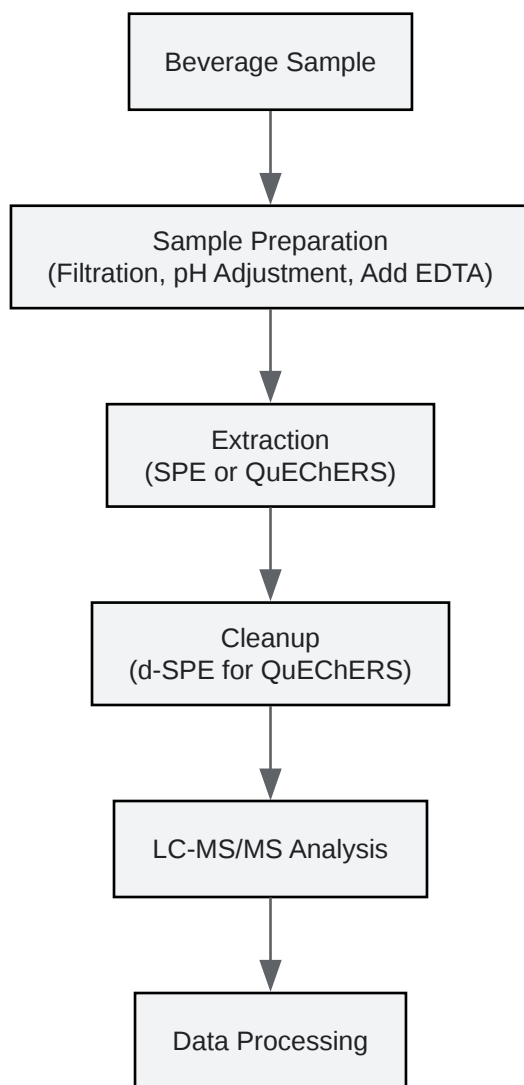 Beverage Sample
Sample Preparation
(Filtration, pH Adjustment, Add EDTA)
Extraction
(SPE or QuEChERS)
Cleanup
(d-SPE for QuEChERS)
LC-MS/MS Analysis
Data Processing